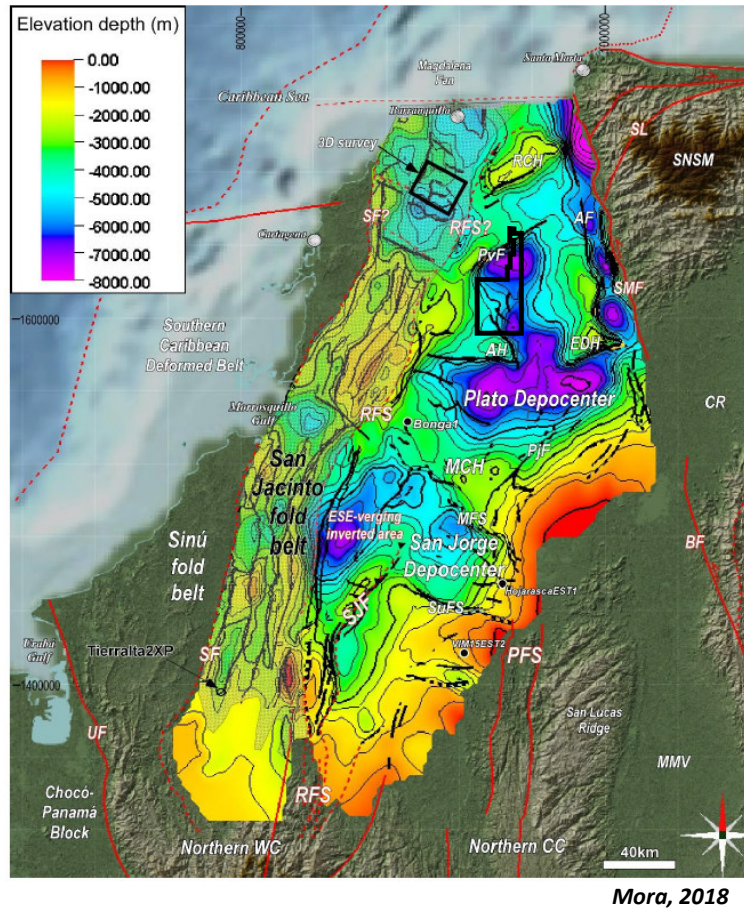 Elevation depth (m)
0.00
-1000.00
-2000.00
-3000.00
-4000.00
-5000.00
-6000.00
-7000.00
-8000.00
800000
Magdalena
Fan
Santa Marta
Caribbean Sea
Barranquilla
3D survey
RCH
SL
SNSM
SF?
RFS?
AF
Cartagena
PvF
SMF
1600000
Southern
Caribbean
Deformed Belt
AH
EDH
Plato Depocenter
CR
Morrosquillo
Gulf
RFS
Bonga1
PjF
MCH
San
Jacinto
fold
belt
ESE-verging
inverted area
MFS
BF
Sinú
fold
belt
San Jorge
Depocenter
HojarascaEST1
SJF
SuFS
Urabá
Gulf
Tierralta2XP
SF
VIM15EST2
PFS
1400000
UF
San Lucas
Ridge
MMV
Chocó-
Panamá
Block
RFS
Northern WC
Northern CC
40km
Mora, 2018